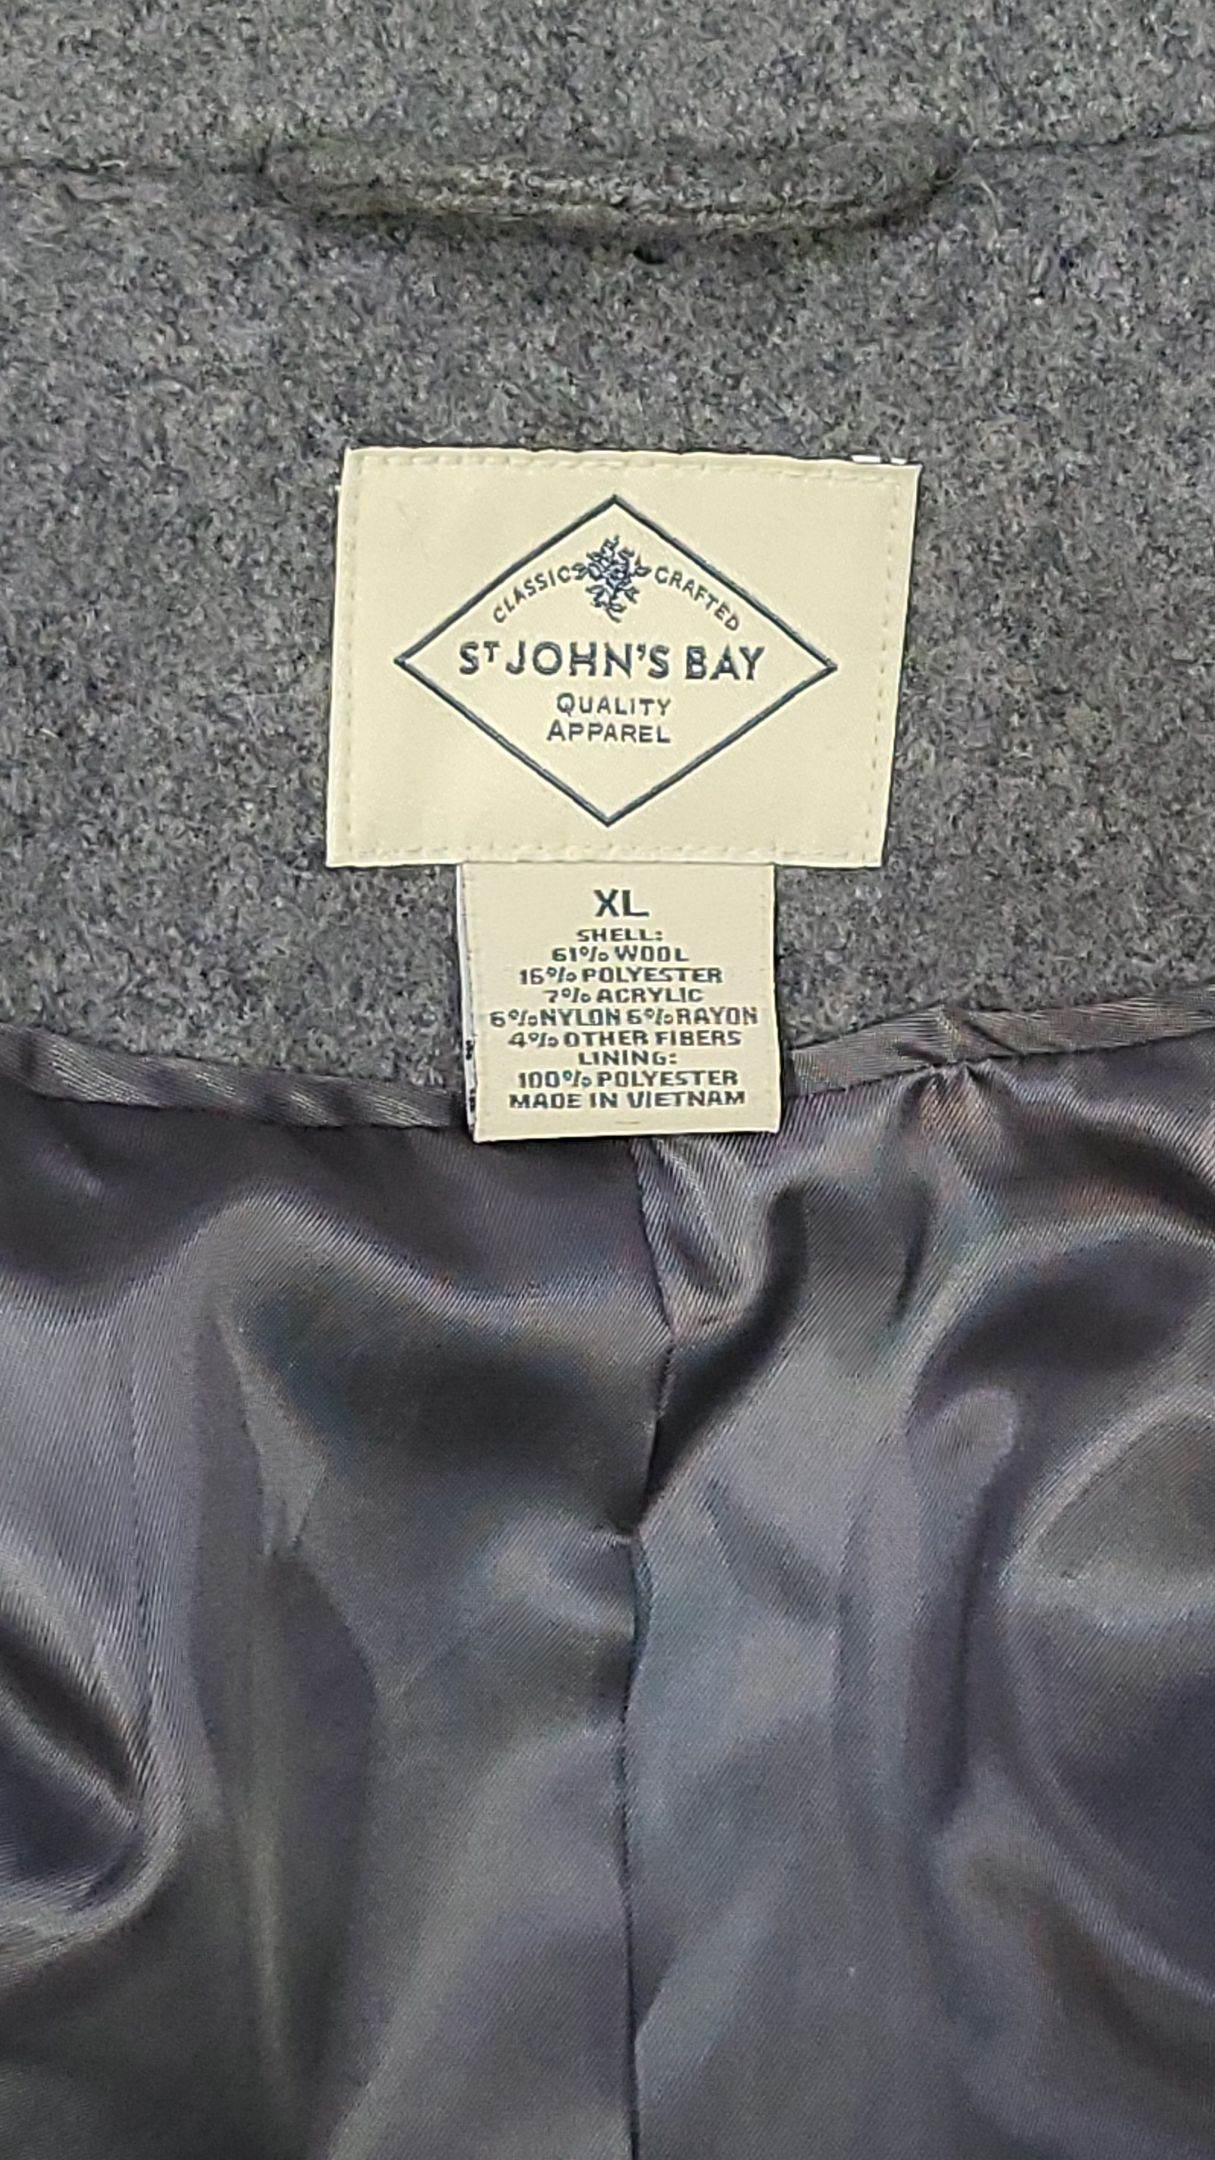 CLASSIC CRAFTED
ST JOHN'S BAY
QUALITY
APPAREL
XL
SHELL:
61% WOOL
16% POLYESTER
7% ACRYLIC
6% NYLON 6% RAYON
4% OTHER FIBERS
LINING:
100% POLYESTER
MADE IN VIETNAM